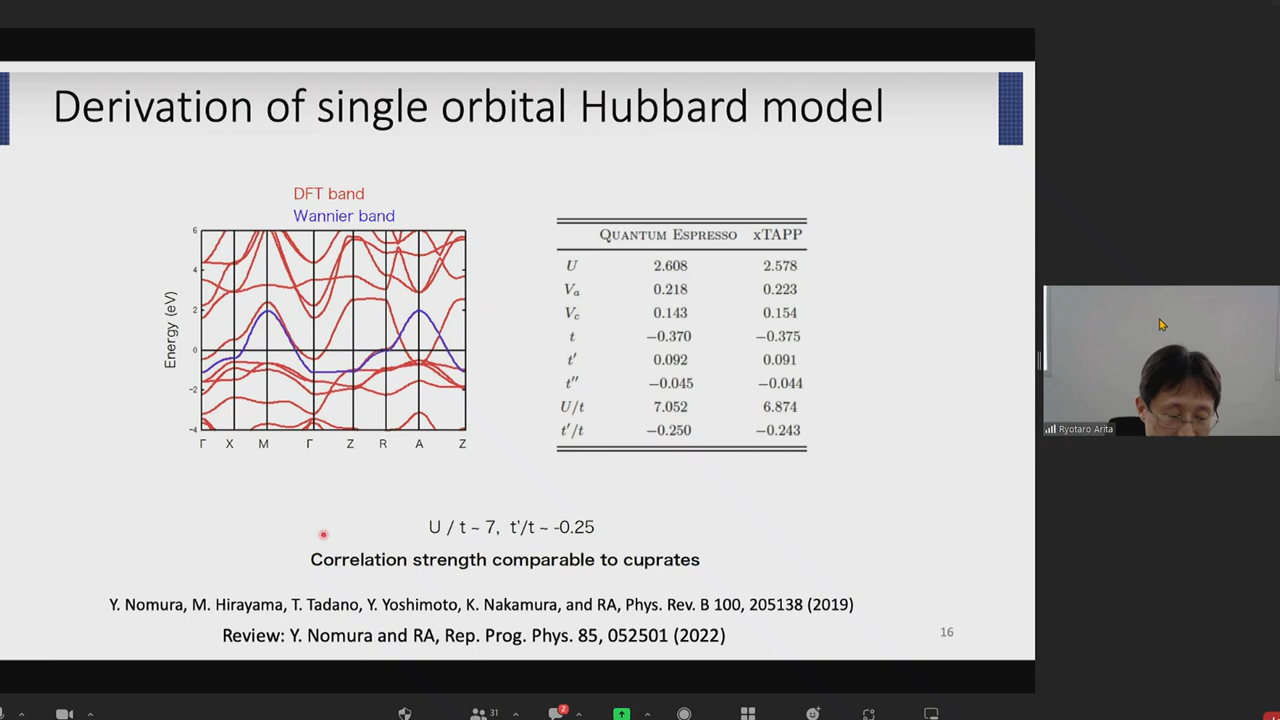 Derivation of single orbital Hubbard model
DFT band
Wannier band
Energy (eV)
6
4
2
0
−2
−4
Γ X M Γ Z R A Z
QUANTUM ESPRESSO xTAPP
U 2.608 2.578
Va 0.218 0.223
Vc 0.143 0.154
t −0.370 −0.375
t′ 0.092 0.091
t″ −0.045 −0.044
U/t 7.052 6.874
t′/t −0.250 −0.243
U / t ~ 7, t'/t ~ -0.25
Correlation strength comparable to cuprates
Y. Nomura, M. Hirayama, T. Tadano, Y. Yoshimoto, K. Nakamura, and RA, Phys. Rev. B 100, 205138 (2019)
Review: Y. Nomura and RA, Rep. Prog. Phys. 85, 052501 (2022)
16
Ryotaro Arita
31
2